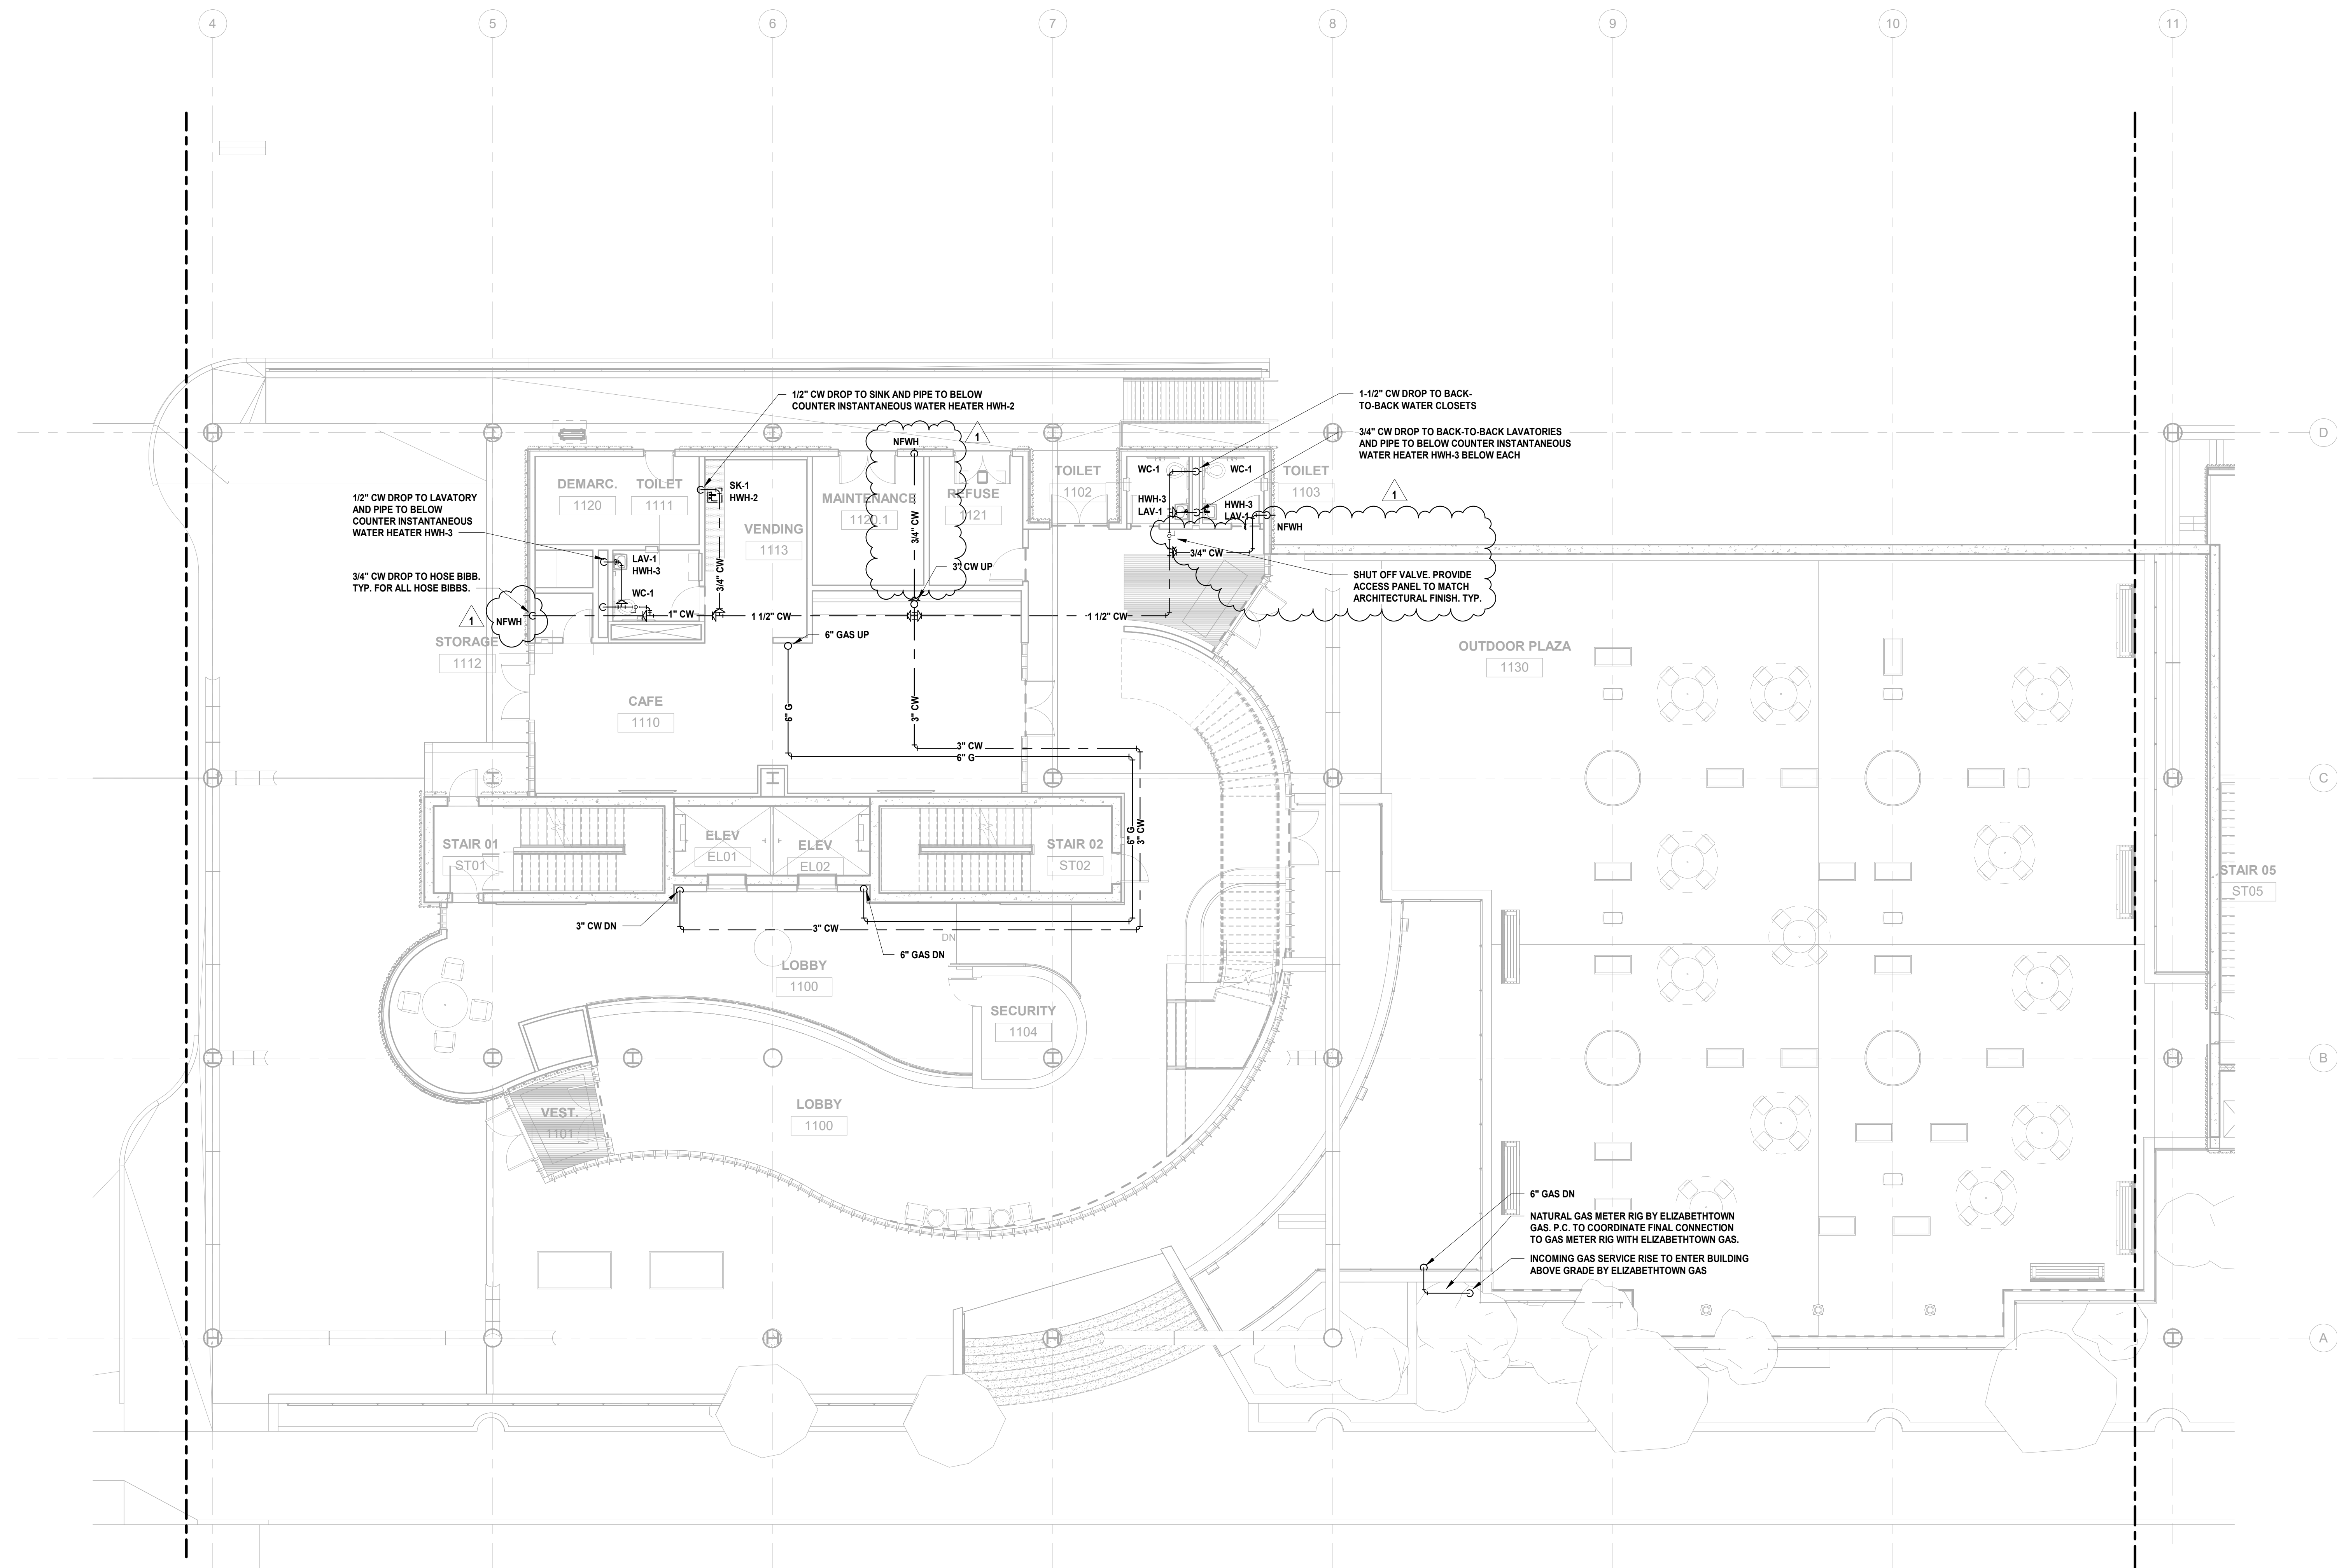 4
5
6
7
8
9
10
11
1/2" CW DROP TO SINK AND PIPE TO BELOW
COUNTER INSTANTANEOUS WATER HEATER HWH-2
1-1/2" CW DROP TO BACK-
TO-BACK WATER CLOSETS
D
NFWH
1
3/4" CW DROP TO BACK-TO-BACK LAVATORIES
AND PIPE TO BELOW COUNTER INSTANTANEOUS
WATER HEATER HWH-3 BELOW EACH
TOILET
1102
WC-1
WC-1
TOILET
1103
DEMARC.
1120
TOILET
1111
SK-1
HWH-2
MAINTENANCE
1120.1
REFUSE
1121
1/2" CW DROP TO LAVATORY
AND PIPE TO BELOW
COUNTER INSTANTANEOUS
WATER HEATER HWH-3
HWH-3
LAV-1
HWH-3
LAV-1
1
NFWH
VENDING
1113
3/4" CW
3/4" CW
3/4" CW
LAV-1
HWH-3
3" CW UP
3/4" CW DROP TO HOSE BIBB.
TYP. FOR ALL HOSE BIBBS.
SHUT OFF VALVE. PROVIDE
ACCESS PANEL TO MATCH
ARCHITECTURAL FINISH. TYP.
WC-1
1
NFWH
1" CW
1 1/2" CW
1 1/2" CW
STORAGE
1112
6" GAS UP
OUTDOOR PLAZA
1130
CAFE
1110
6" G
3" CW
3" CW
6" G
C
STAIR 01
ST01
ELEV
EL01
ELEV
EL02
STAIR 02
ST02
6" G
3" CW
STAIR 05
ST05
3" CW DN
3" CW
DN
6" GAS DN
LOBBY
1100
SECURITY
1104
B
VEST.
1101
LOBBY
1100
6" GAS DN
NATURAL GAS METER RIG BY ELIZABETHTOWN
GAS. P.C. TO COORDINATE FINAL CONNECTION
TO GAS METER RIG WITH ELIZABETHTOWN GAS.
INCOMING GAS SERVICE RISE TO ENTER BUILDING
ABOVE GRADE BY ELIZABETHTOWN GAS
A